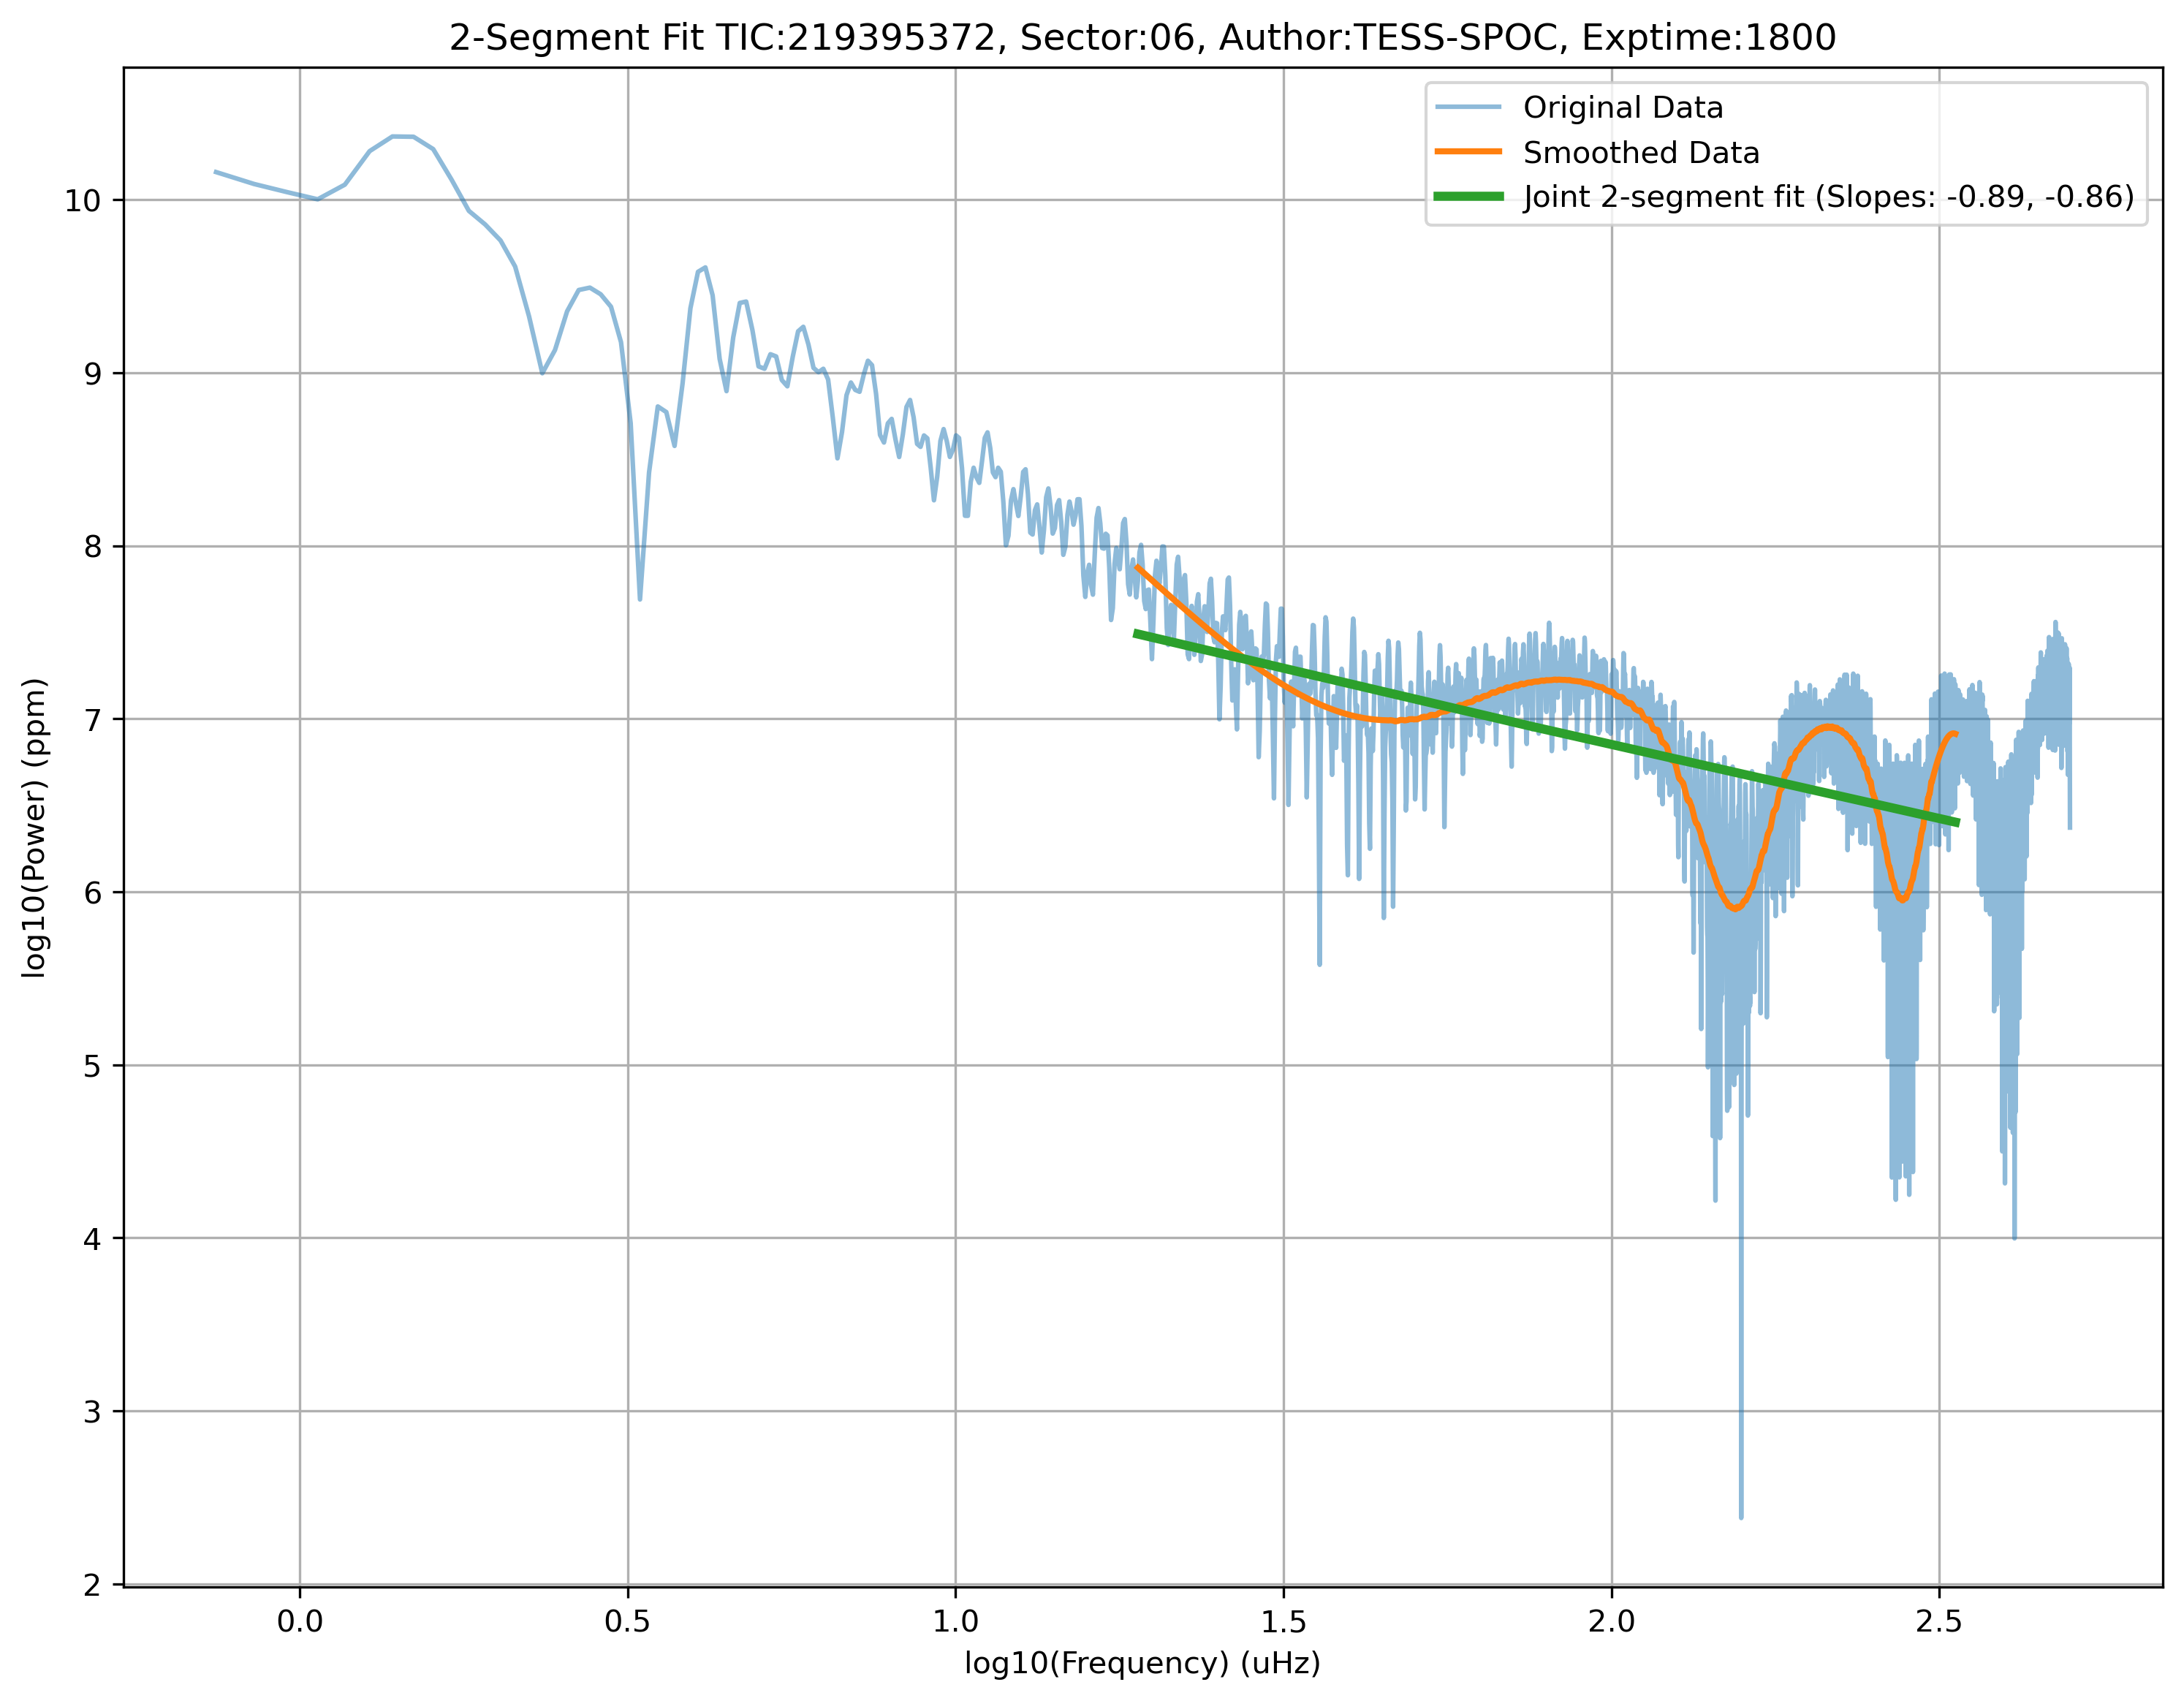 2-Segment Fit TIC:219395372, Sector:06, Author:TESS-SPOC, Exptime:1800
Original Data
Smoothed Data
Joint 2-segment fit (Slopes: -0.89, -0.86)
log10(Power) (ppm)
10
9
8
7
6
5
4
3
2
0.0 0.5 1.0 1.5 2.0 2.5
log10(Frequency) (uHz)